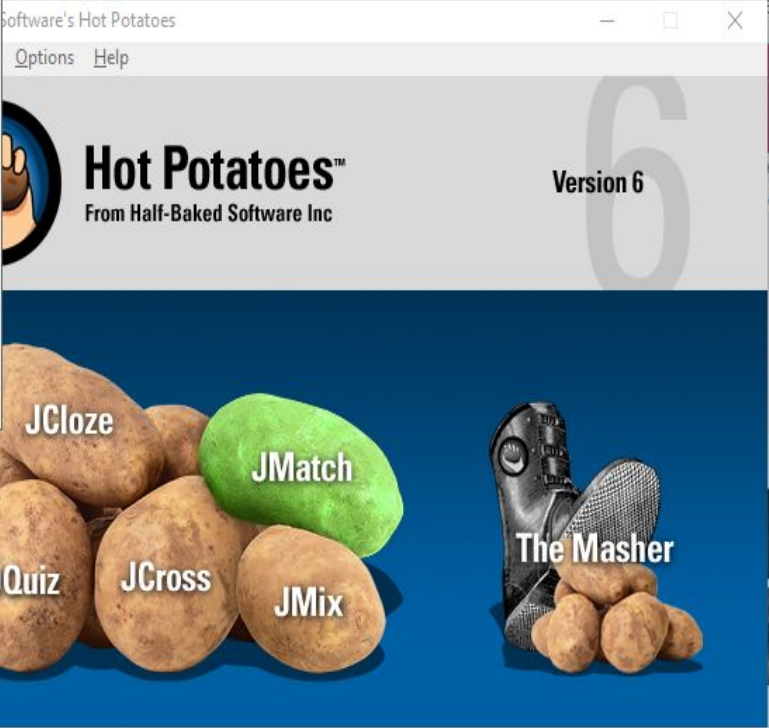 Software's Hot Potatoes
Options Help
Hot Potatoes™
From Half-Baked Software Inc
Version 6
6
JCloze
JMatch
JQuiz
JCross
JMix
The Masher